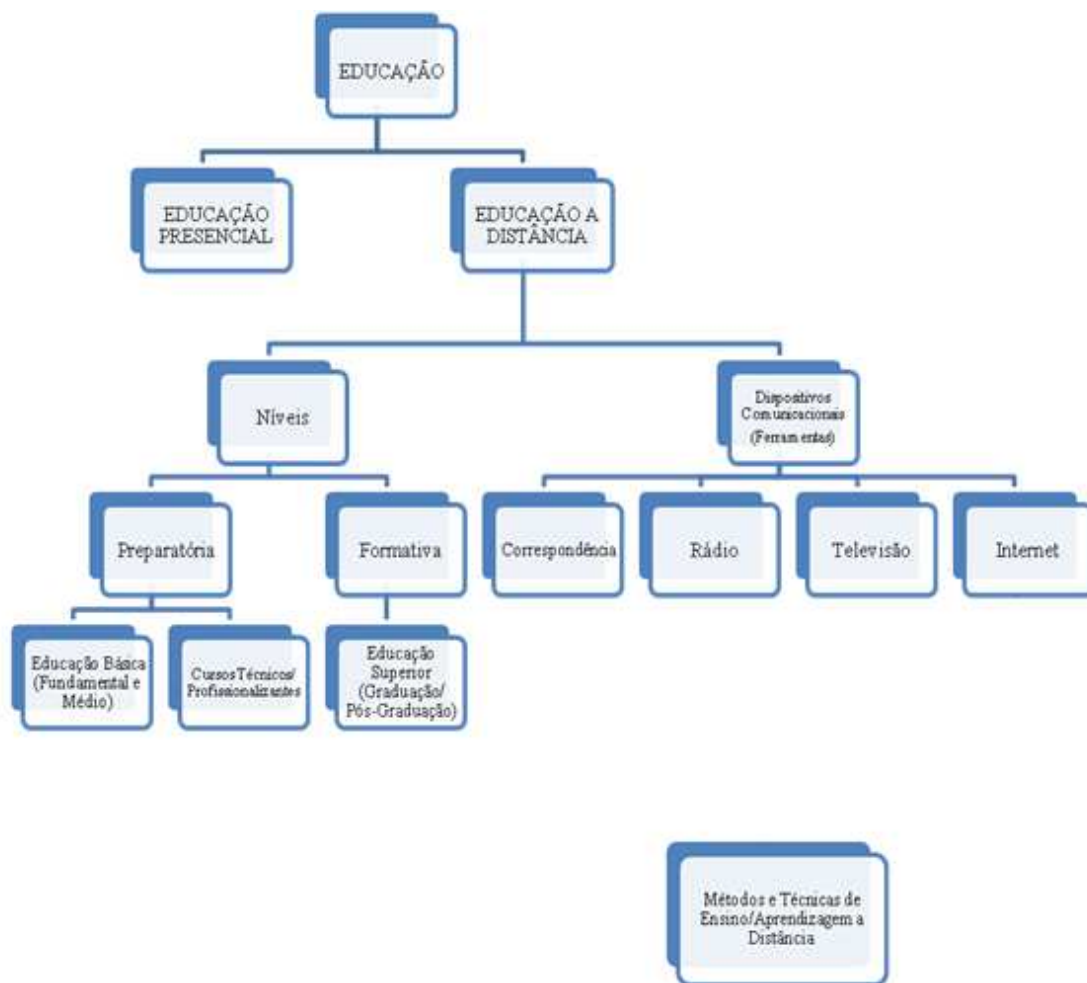 EDUCAÇÃO
EDUCAÇÃO
PRESENCIAL
EDUCAÇÃO A
DISTÂNCIA
Níveis
Dispositivos
Comunicacionais
(Ferramentas)
Preparatória
Formativa
Correspondência
Rádio
Televisão
Internet
Educação Básica
(Fundamental e
Médio)
Cursos Técnicos/
Profissionalizantes
Educação
Superior
(Graduação/
Pós-Graduação)
Métodos e Técnicas de
Ensino/Aprendizagem a
Distância